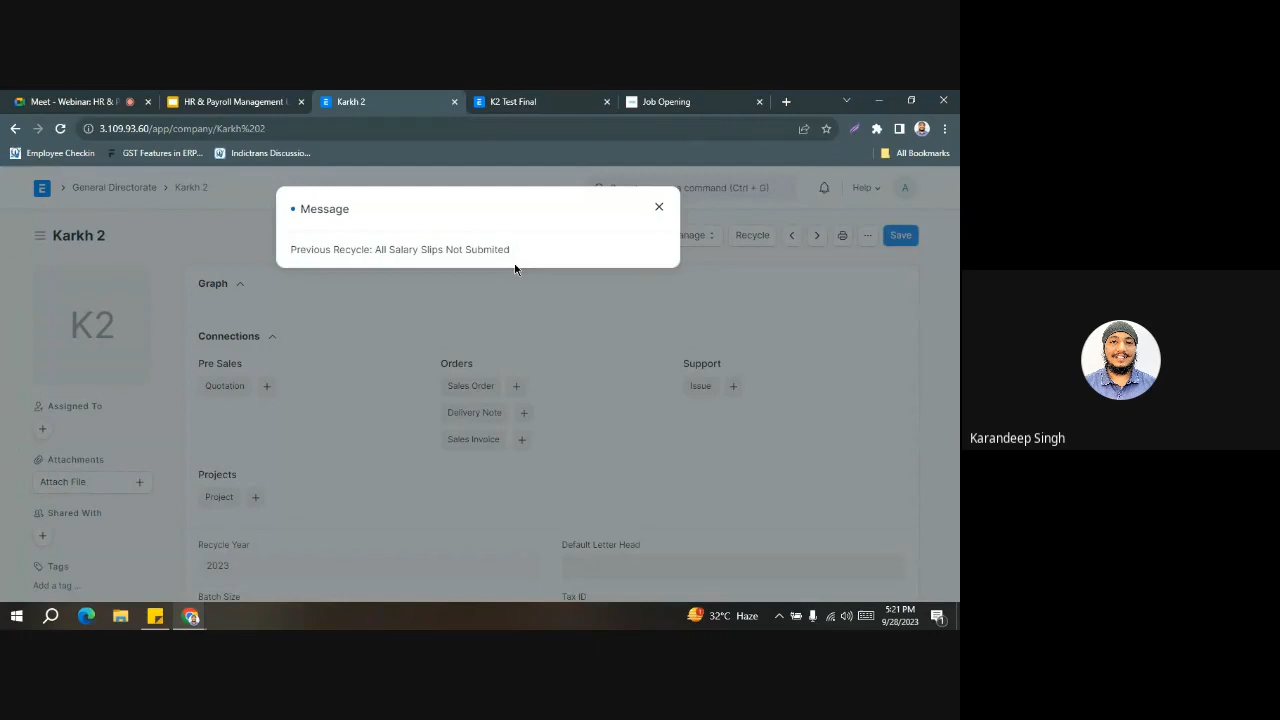 Meet - Webinar: HR & P
HR & Payroll Management
Karkh 2
K2 Test Final
Job Opening
3.109.93.60/app/company/Karkh%202
Employee Checkin
GST Features in ERP...
Indictrans Discussio...
All Bookmarks
E
General Directorate
Karkh 2
command (Ctrl + G)
Help
A
Karkh 2
Message
Previous Recycle: All Salary Slips Not Submited
Recycle
Save
K2
Graph
Connections
Pre Sales
Orders
Support
Quotation
Sales Order
Issue
Delivery Note
Sales Invoice
Assigned To
Attachments
Attach File
Projects
Project
Shared With
Recycle Year
Default Letter Head
2023
Tags
Add a tag ...
Batch Size
Tax ID
32°C Haze
5:21 PM
9/28/2023
Karandeep Singh